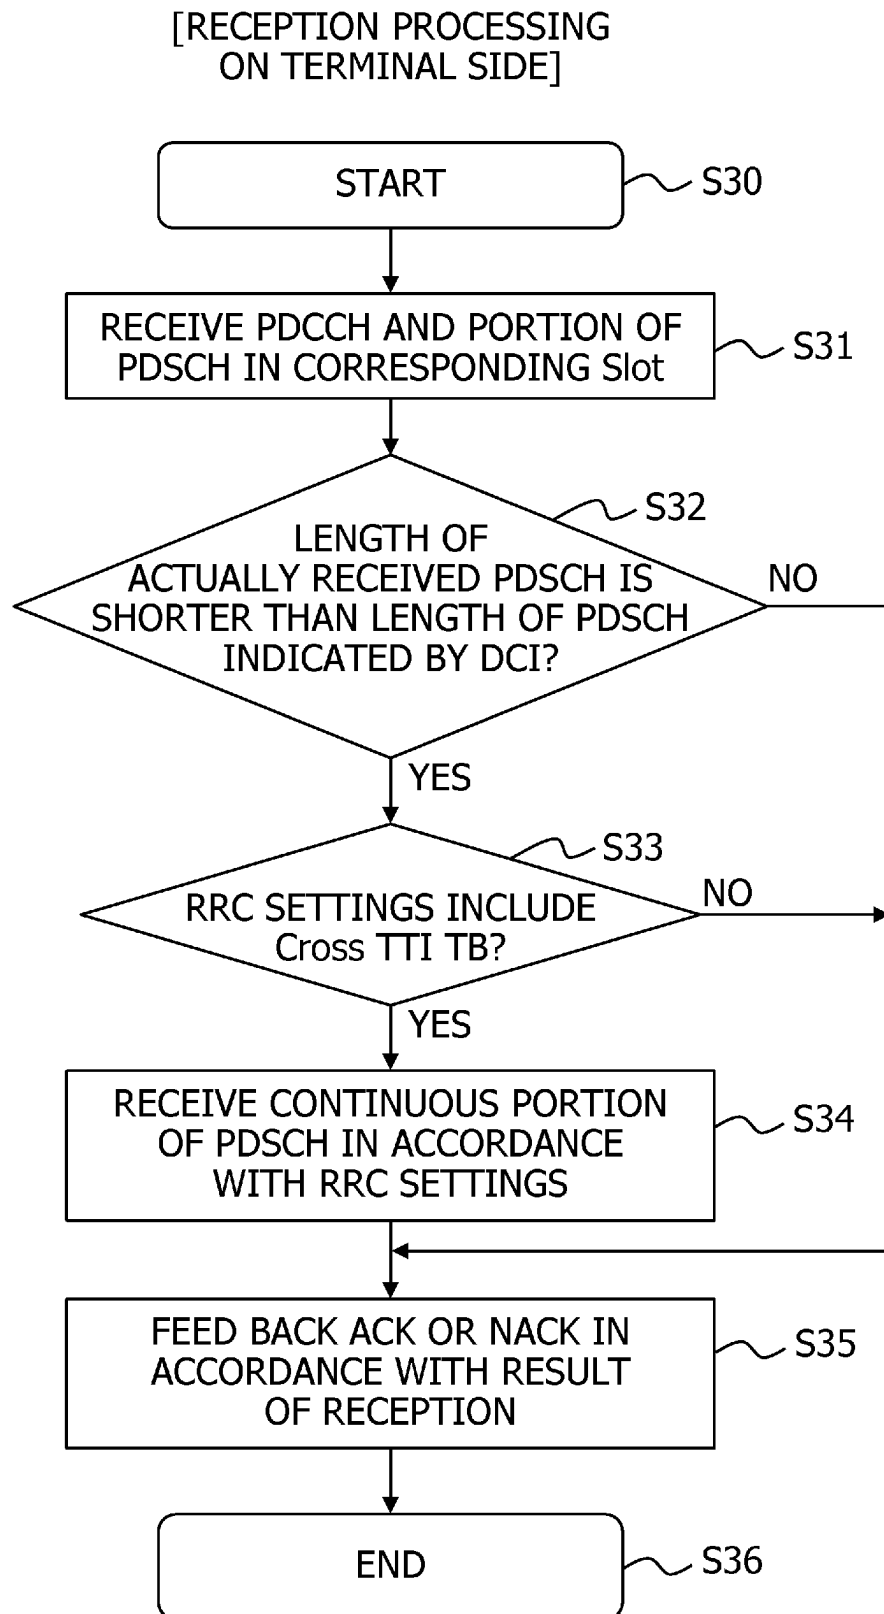 [RECEPTION PROCESSING
ON TERMINAL SIDE]
START
S30
RECEIVE PDCCH AND PORTION OF
PDSCH IN CORRESPONDING Slot
S31
S32
LENGTH OF
ACTUALLY RECEIVED PDSCH IS
SHORTER THAN LENGTH OF PDSCH
INDICATED BY DCI?
NO
YES
S33
RRC SETTINGS INCLUDE
Cross TTI TB?
NO
YES
RECEIVE CONTINUOUS PORTION
OF PDSCH IN ACCORDANCE
WITH RRC SETTINGS
S34
FEED BACK ACK OR NACK IN
ACCORDANCE WITH RESULT
OF RECEPTION
S35
END
S36